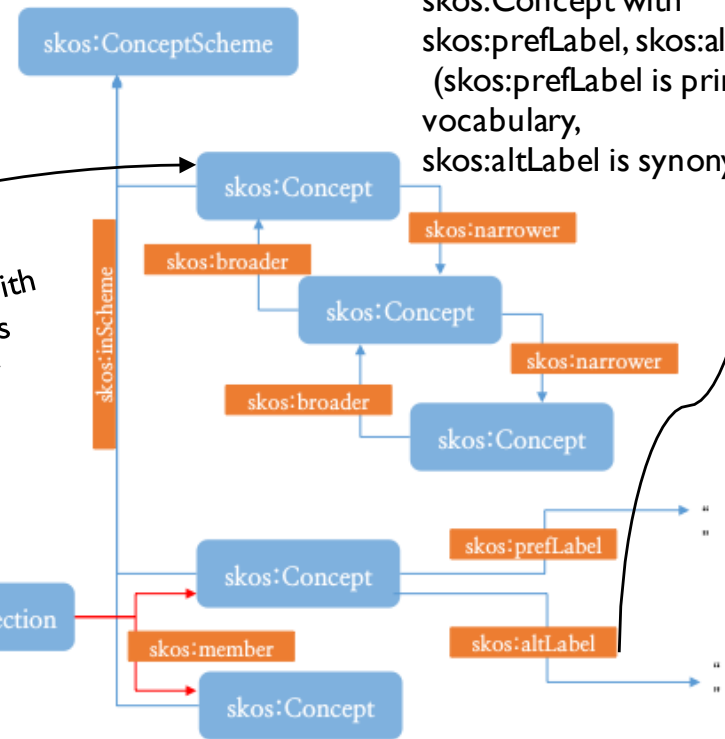 skos:Concept with
skos:prefLabel, skos:al
(skos:prefLabel is prin
vocabulary,
skos:altLabel is synony
skos:ConceptScheme
skos:Concept
skos:narrower
skos:broader
ith
s
skos:inScheme
skos:Concept
skos:narrower
skos:broader
skos:Concept
“
"
skos:prefLabel
skos:Concept
ection
skos:member
skos:altLabel
“
"
skos:Concept